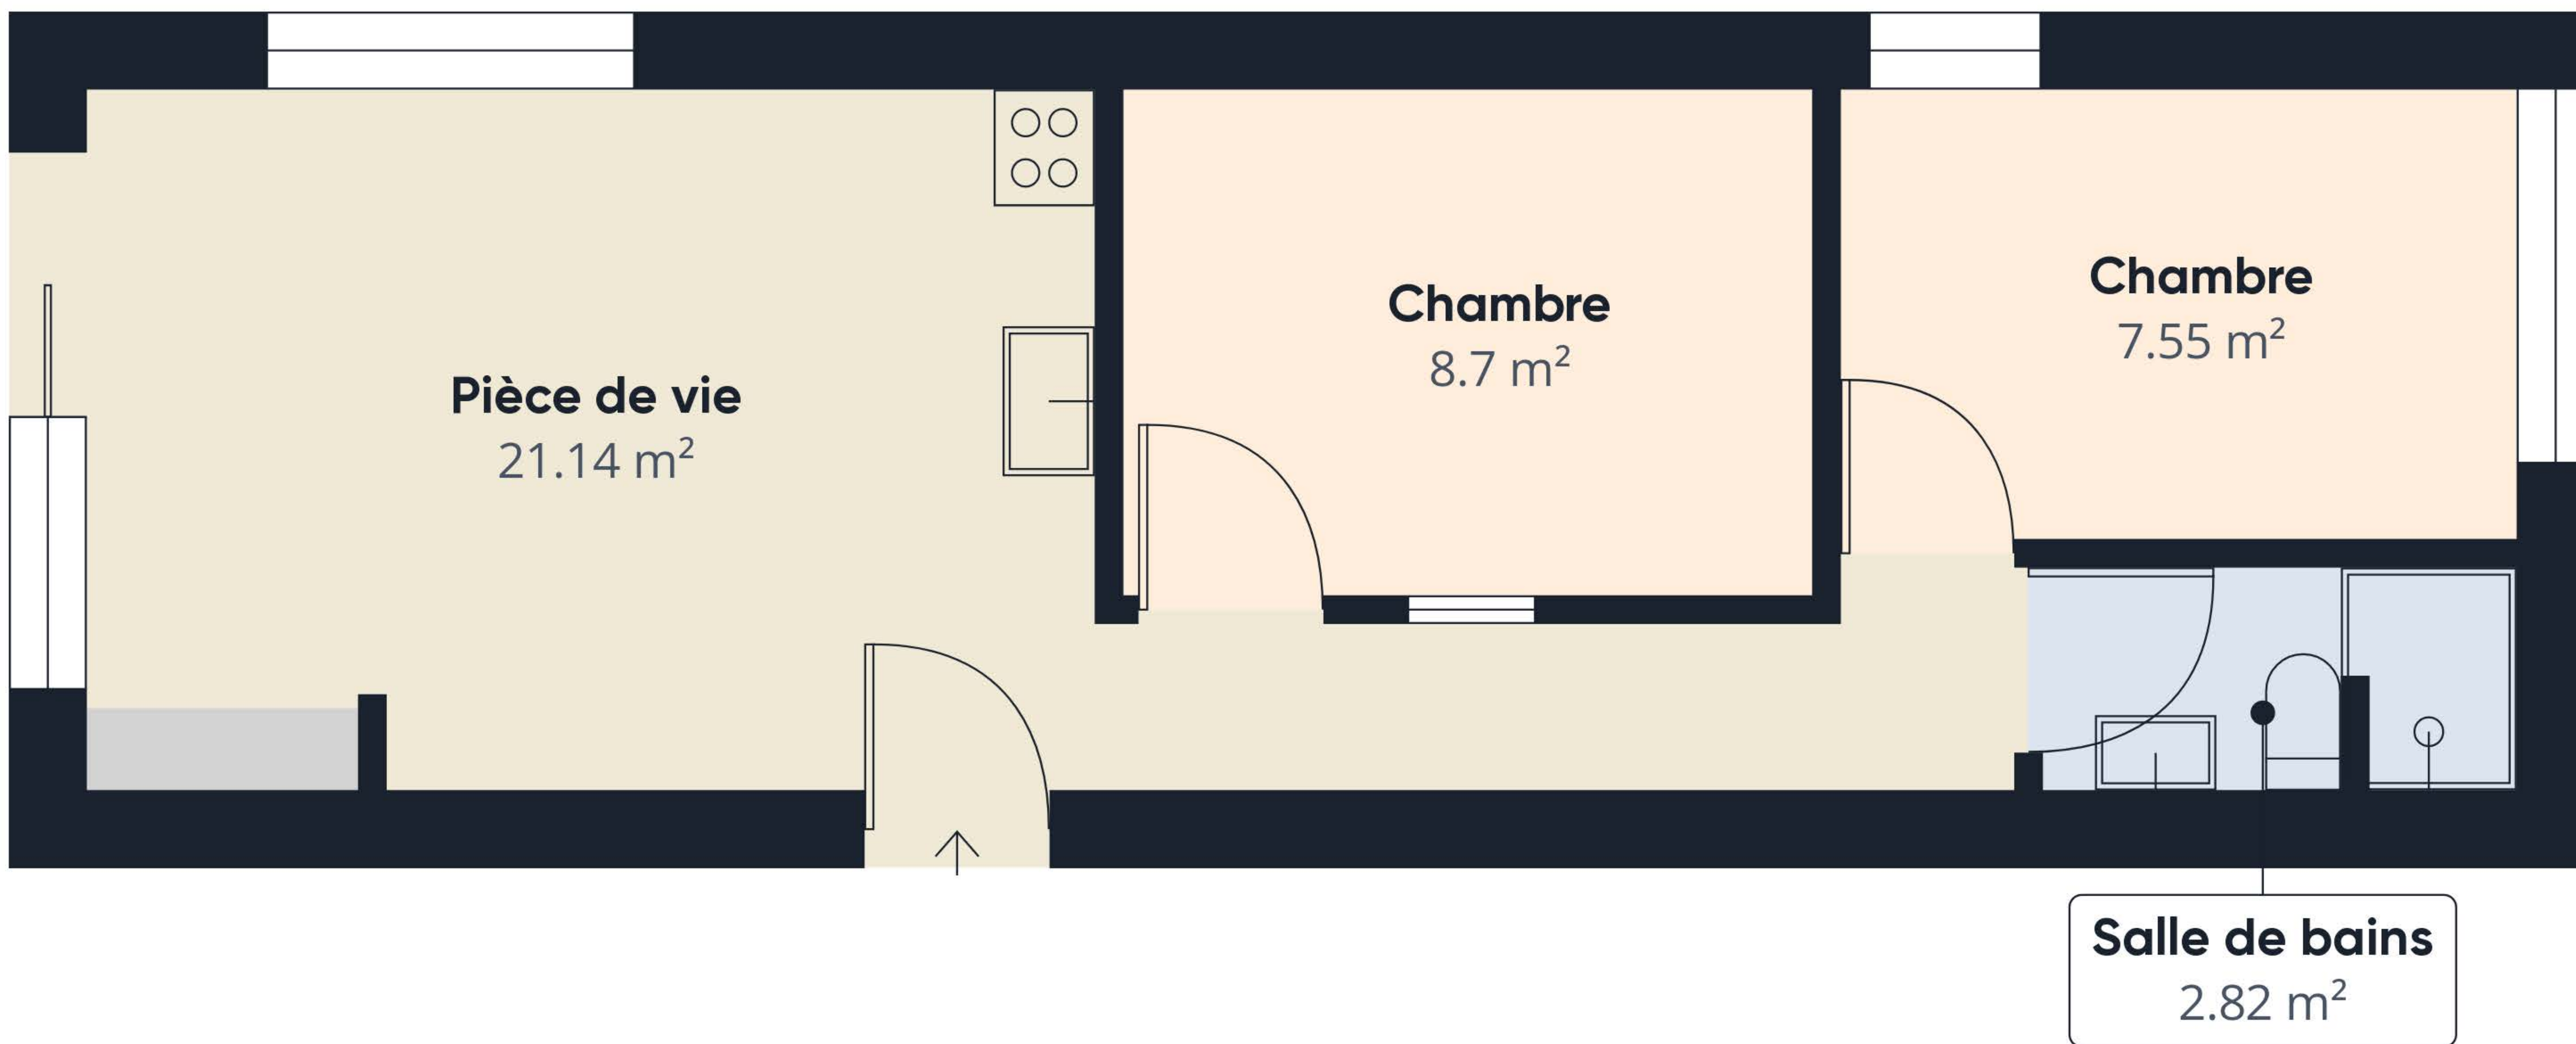 Pièce de vie
21.14 m²
Chambre
8.7 m²
Chambre
7.55 m²
Salle de bains
2.82 m²